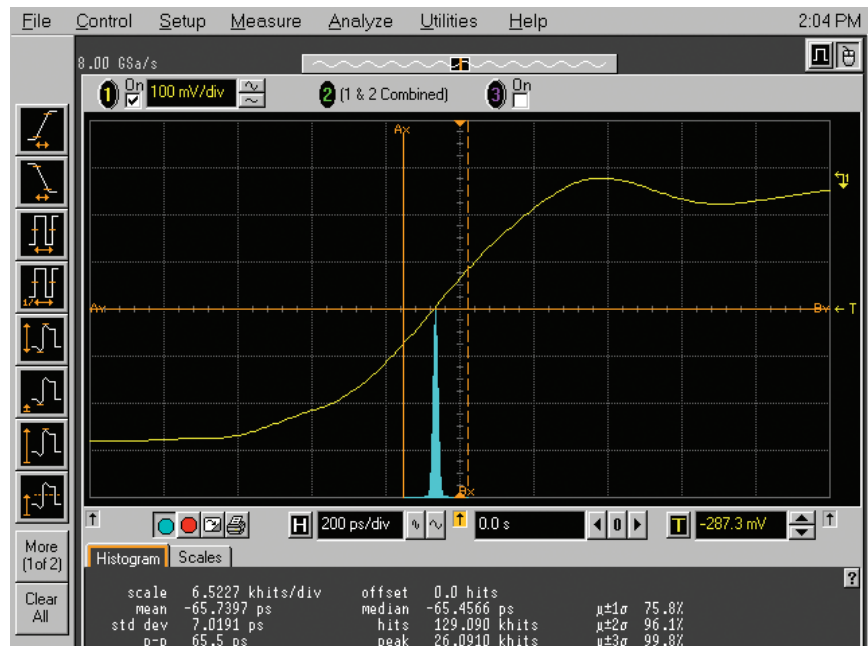 File Control Setup Measure Analyze Utilities Help 2:04 PM
8.00 GSa/s
1 On 100 mV/div 2 (1 & 2 Combined) 3 On
Ax
1
Ay By T
Bx
More
(1 of 2)
Clear
All
H 200 ps/div 0.0 s 0 T -287.3 mV
Histogram Scales
?
scale 6.5227 khits/div offset 0.0 hits
mean -65.7397 ps median -65.4566 ps µ±1σ 75.8%
std dev 7.0191 ps hits 129.090 khits µ±2σ 96.1%
p-p 65.5 ps peak 26.0910 khits µ±3σ 99.8%